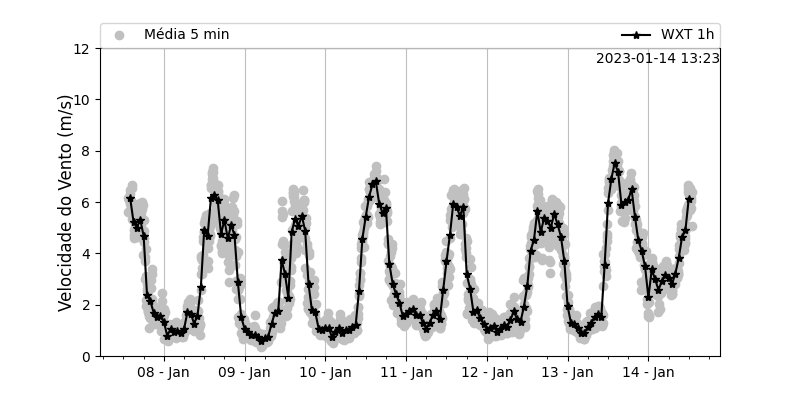 Média 5 min
WXT 1h
2023-01-14 13:23
Velocidade do Vento (m/s)
12
10
8
6
4
2
0
08 - Jan
09 - Jan
10 - Jan
11 - Jan
12 - Jan
13 - Jan
14 - Jan